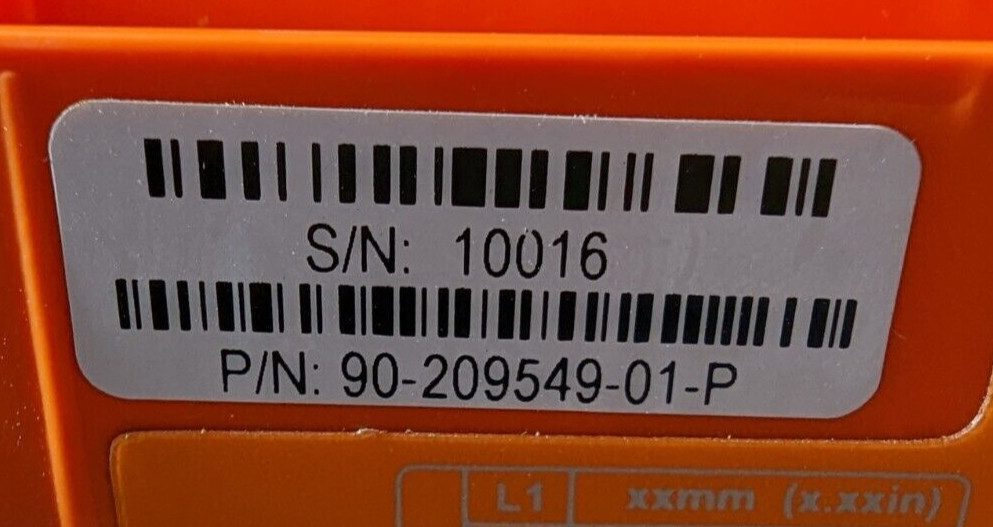 S/N: 10016
P/N: 90-209549-01-P
L1 xxmm (x.xxin)